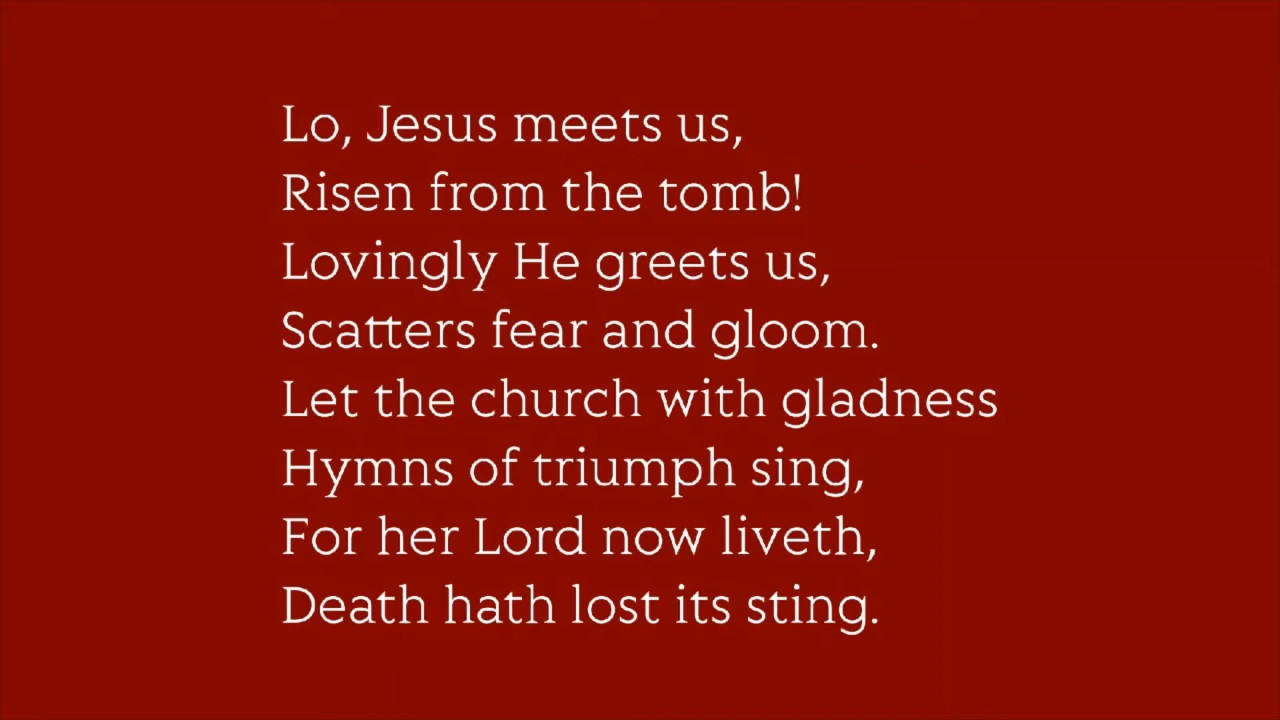 Lo, Jesus meets us,
Risen from the tomb!
Lovingly He greets us,
Scatters fear and gloom.
Let the church with gladness
Hymns of triumph sing,
For her Lord now liveth,
Death hath lost its sting.